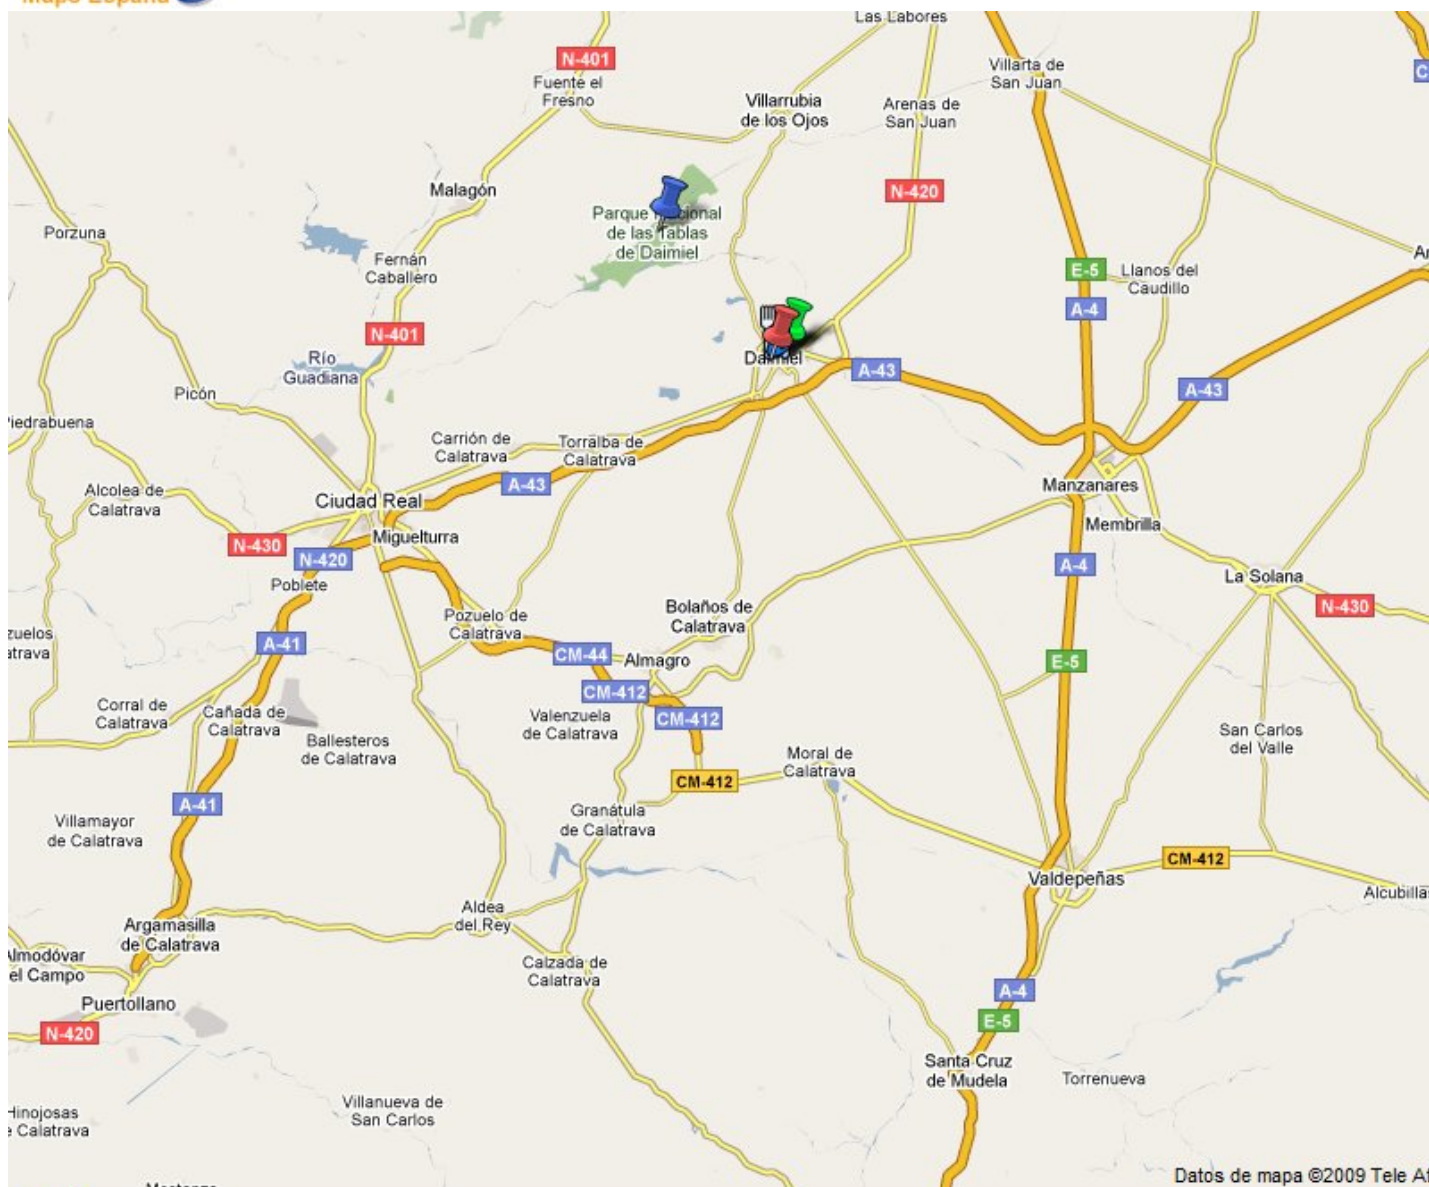 Maps España
Las Labores
N-401
Fuente el
Fresno
Villarta de
San Juan
Villarrubia
de los Ojos
Arenas de
San Juan
Malagón
N-420
Porzuna
Parque Nacional
de las Tablas
de Daimiel
Fernán
Caballero
E-5
Llanos del
Caudillo
A-4
N-401
Río
Guadiana
Daimiel
A-43
A-43
Picón
Piedrabuena
Carrión de
Calatrava
Torralba de
Calatrava
A-43
Manzanares
Alcolea de
Calatrava
Ciudad Real
Miguelturra
Membrilla
N-430
N-420
A-4
Poblete
La Solana
N-430
Bolaños de
Calatrava
Pozuelo de
Calatrava
zuelos
atrava
A-41
CM-44
Almagro
E-5
CM-412
CM-412
Corral de
Calatrava
Cañada de
Calatrava
Valenzuela
de Calatrava
Ballesteros
de Calatrava
San Carlos
del Valle
Moral de
Calatrava
CM-412
A-41
Villamayor
de Calatrava
Granátula
de Calatrava
CM-412
Valdepeñas
Alcubillas
Aldea
del Rey
Argamasilla
de Calatrava
Almodóvar
el Campo
Calzada de
Calatrava
Puertollano
A-4
N-420
E-5
Santa Cruz
de Mudela
Torrenueva
Villanueva de
San Carlos
Hinojosas
e Calatrava
Datos de mapa ©2009 Tele At